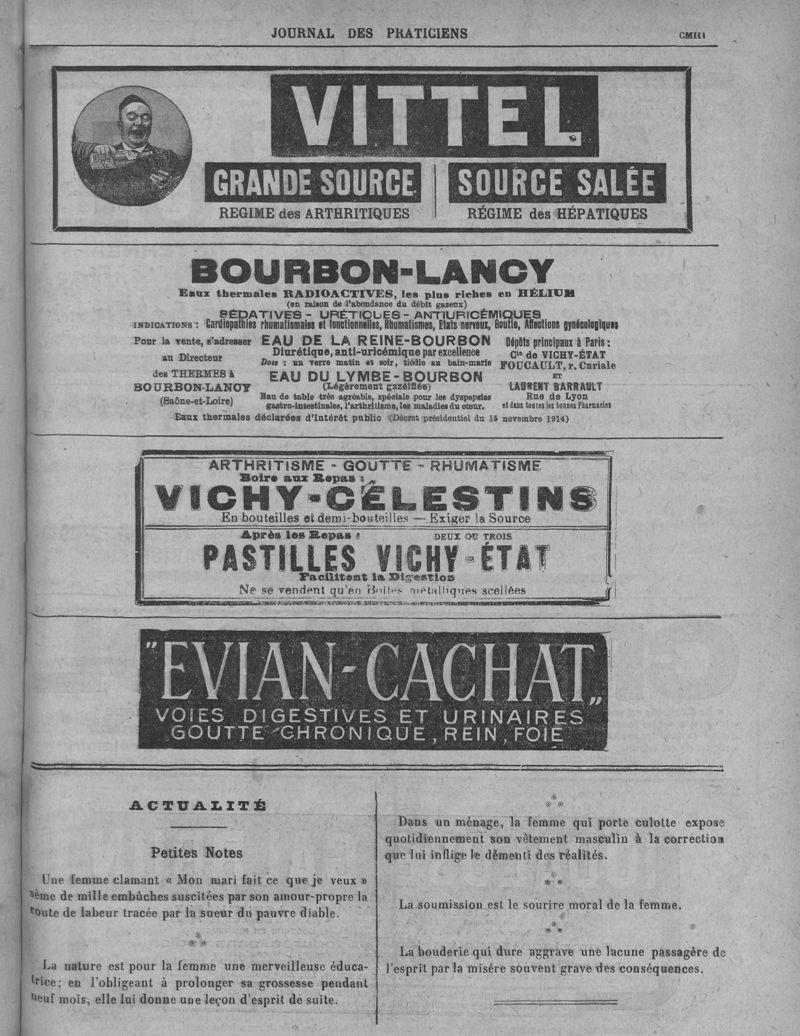 JOURNAL DES PRATICIENS
VITTEL
GRANDE SOURCE
REGIME des ARTHRITIQUES
SOURCE SALÉE
RÉGIME des HÉPATIQUES
BOURBON-LANCY
Eaux thermales RADIOACTIVES, les plus riches en HÉLIUM
(en raison de l'abondance du débit gazeux)
SÉDATIVES - URÉTIQUES - ANTIURICÉMIQUES
INDICATIONS : Cardiopathies rhumatismales et fonctionnelles, Rhumatismes, Etats nerveux, Goutte, Affections gynécologiques
Pour la vente, s'adresser
au Directeur
des THERMES à
BOURBON-LANCY
(Saône-et-Loire)
EAU DE LA REINE-BOURBON
Diurétique, anti-uricémique par excellence
Dose : un verre matin et soir, tiédie au bain-marie
EAU DU LYMBE-BOURBON
(Légèrement gazéifiée)
Eau de table très agréable, spéciale pour les dyspepsies
gastro-intestinales, l'arthritisme, les maladies du cœur.
Dépôts principaux à Paris :
Cie de VICHY-ÉTAT
FOUCAULT, r. Curiale
ET
LAURENT BARRAULT
Rue de Lyon
et dans toutes les bonnes Pharmacies
Eaux thermales déclarées d'Intérêt public (Décret présidentiel du 15 novembre 1914)
ARTHRITISME - GOUTTE - RHUMATISME
Boire aux Repas :
VICHY-CÉLESTINS
En bouteilles et demi-bouteilles — Exiger la Source
Après les Repas : DEUX OU TROIS
PASTILLES VICHY-ÉTAT
Facilitent la Digestion
Ne se vendent qu'en Boîtes métalliques scellées
"EVIAN-CACHAT"
VOIES DIGESTIVES ET URINAIRES
GOUTTE CHRONIQUE, REIN, FOIE
ACTUALITÉ
Petites Notes
Une femme clamant « Mon mari fait ce que je veux »
sème de mille embûches suscitées par son amour-propre la
route de labeur tracée par la sueur du pauvre diable.
*
* *
La nature est pour la femme une merveilleuse éduca-
trice; en l'obligeant à prolonger sa grossesse pendant
neuf mois, elle lui donne une leçon d'esprit de suite.
*
* *
Dans un ménage, la femme qui porte culotte expose
quotidiennement son vêtement masculin à la correction
que lui inflige le démenti des réalités.
*
* *
La soumission est le sourire moral de la femme.
*
* *
La bouderie qui dure aggrave une lacune passagère de
l'esprit par la misère souvent grave des conséquences.